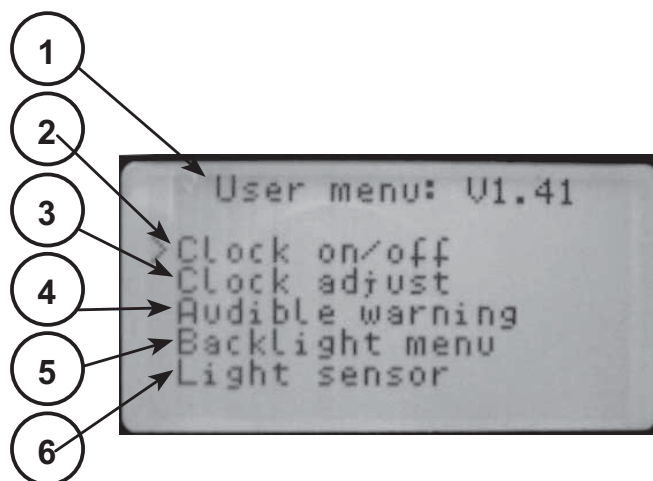 1
2
3
4
5
6
User menu: V1.41
>Clock on/off
Clock adjust
Audible warning
Backlight menu
Light sensor